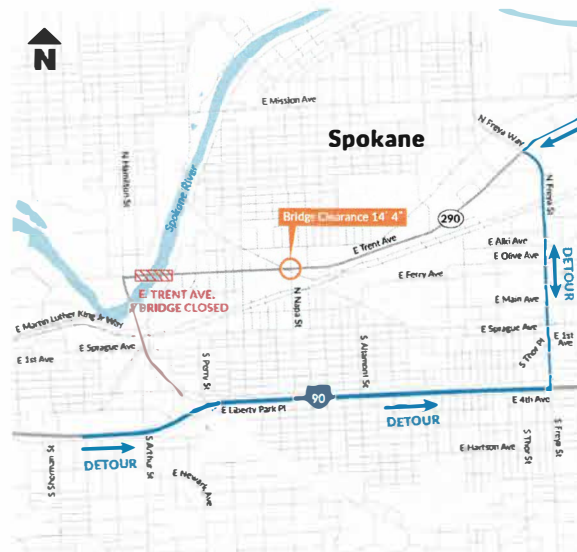 N
E Mission Ave
Spokane
N Freya Way
N Hamilton St
Spokane River
N Freya St
Bridge Clearance 14' 4"
290
E Trent Ave
E Alki Ave
E Olive Ave
DETOUR
E Ferry Ave
E TRENT AVE.
BRIDGE CLOSED
N Napa St
E Main Ave
E Martin Luther King Jr Way
E Sprague Ave
E Sprague Ave
E 1st Ave
E 1st
Ave
S Perry St
S Altamont St
S Thor Pl
90
E 4th Ave
E Liberty Park Pl
DETOUR
DETOUR
S Sherman St
S Arthur St
E Newark Ave
E Hartson Ave
S Thor St
S Freya St